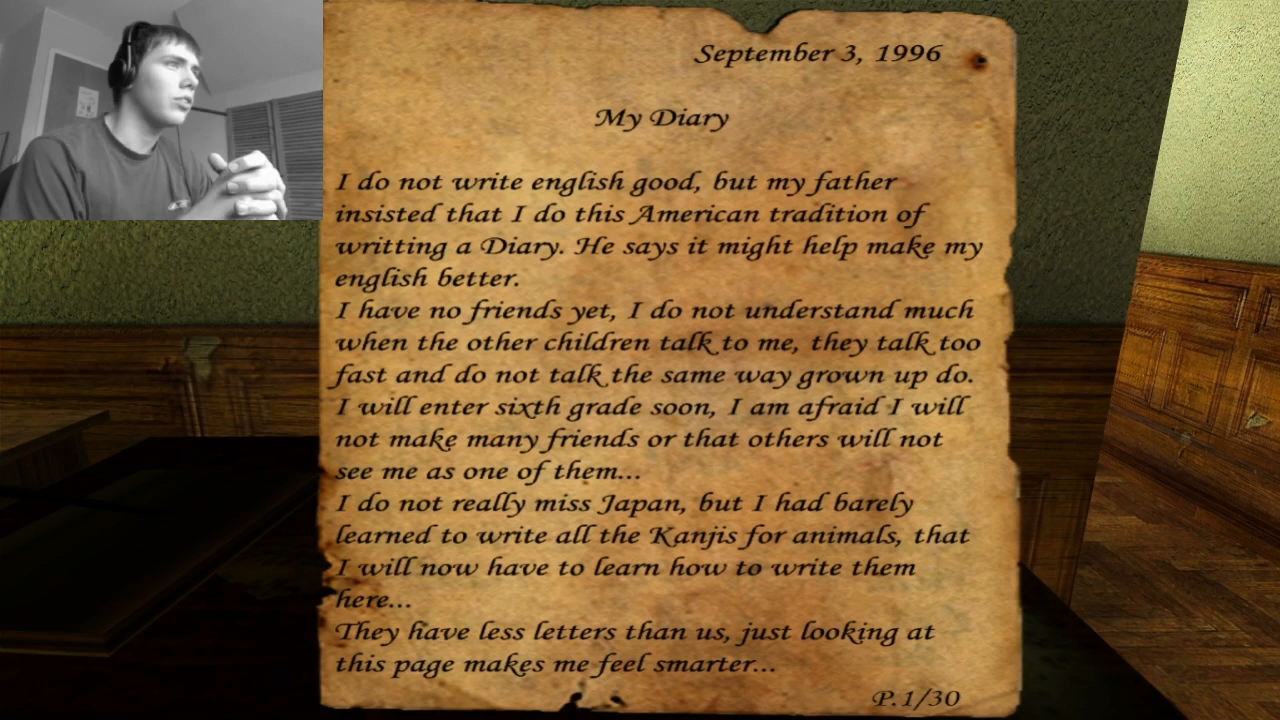 September 3, 1996
My Diary
I do not write english good, but my father
insisted that I do this American tradition of
writting a Diary. He says it might help make my
english better.
I have no friends yet, I do not understand much
when the other children talk to me, they talk too
fast and do not talk the same way grown up do.
I will enter sixth grade soon, I am afraid I will
not make many friends or that others will not
see me as one of them...
I do not really miss Japan, but I had barely
learned to write all the Kanjis for animals, that
I will now have to learn how to write them
here...
They have less letters than us, just looking at
this page makes me feel smarter...
P.1/30